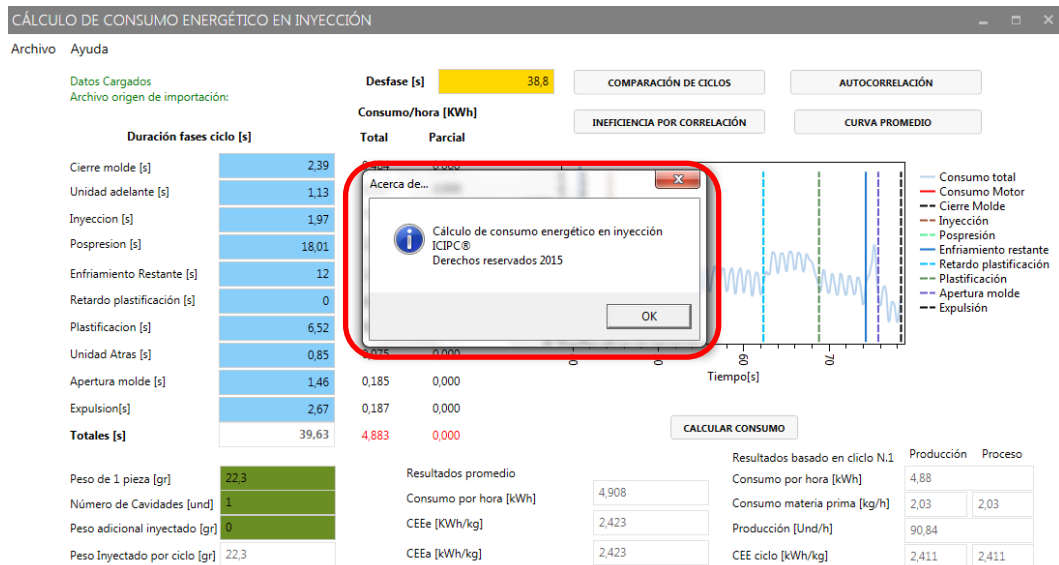 CÁLCULO DE CONSUMO ENERGÉTICO EN INYECCIÓN
Archivo Ayuda
Datos Cargados
Archivo origen de importación:
Desfase [s] 38,8
COMPARACIÓN DE CICLOS
AUTOCORRELACIÓN
INEFICIENCIA POR CORRELACIÓN
CURVA PROMEDIO
Consumo/hora [KWh]
Duración fases ciclo [s]
Total Parcial
Cierre molde [s] 2,39
Unidad adelante [s] 1,13
Inyeccion [s] 1,97
Pospresion [s] 18,01
Enfriamiento Restante [s] 12
Retardo plastificación [s] 0
Plastificacion [s] 6,52
Unidad Atras [s] 0,85
Apertura molde [s] 1,46 0,185 0,000
Expulsion[s] 2,67 0,187 0,000
Totales [s] 39,63 4,883 0,000
Acerca de...
Cálculo de consumo energético en inyección
ICIPC®
Derechos reservados 2015
OK
Consumo total
Consumo Motor
Cierre Molde
Inyección
Pospresión
Enfriamiento restante
Retardo plastificación
Plastificación
Apertura molde
Expulsión
60
70
Tiempo[s]
CALCULAR CONSUMO
Peso de 1 pieza [gr] 22,3
Número de Cavidades [und] 1
Peso adicional inyectado [gr] 0
Peso Inyectado por ciclo [gr] 22,3
Resultados promedio
Consumo por hora [kWh] 4,908
CEEe [KWh/kg] 2,423
CEEa [kWh/kg] 2,423
Resultados basado en cliclo N.1 Producción Proceso
Consumo por hora [kWh] 4,88
Consumo materia prima [kg/h] 2,03 2,03
Producción [Und/h] 90,84
CEE ciclo [kWh/kg] 2,411 2,411